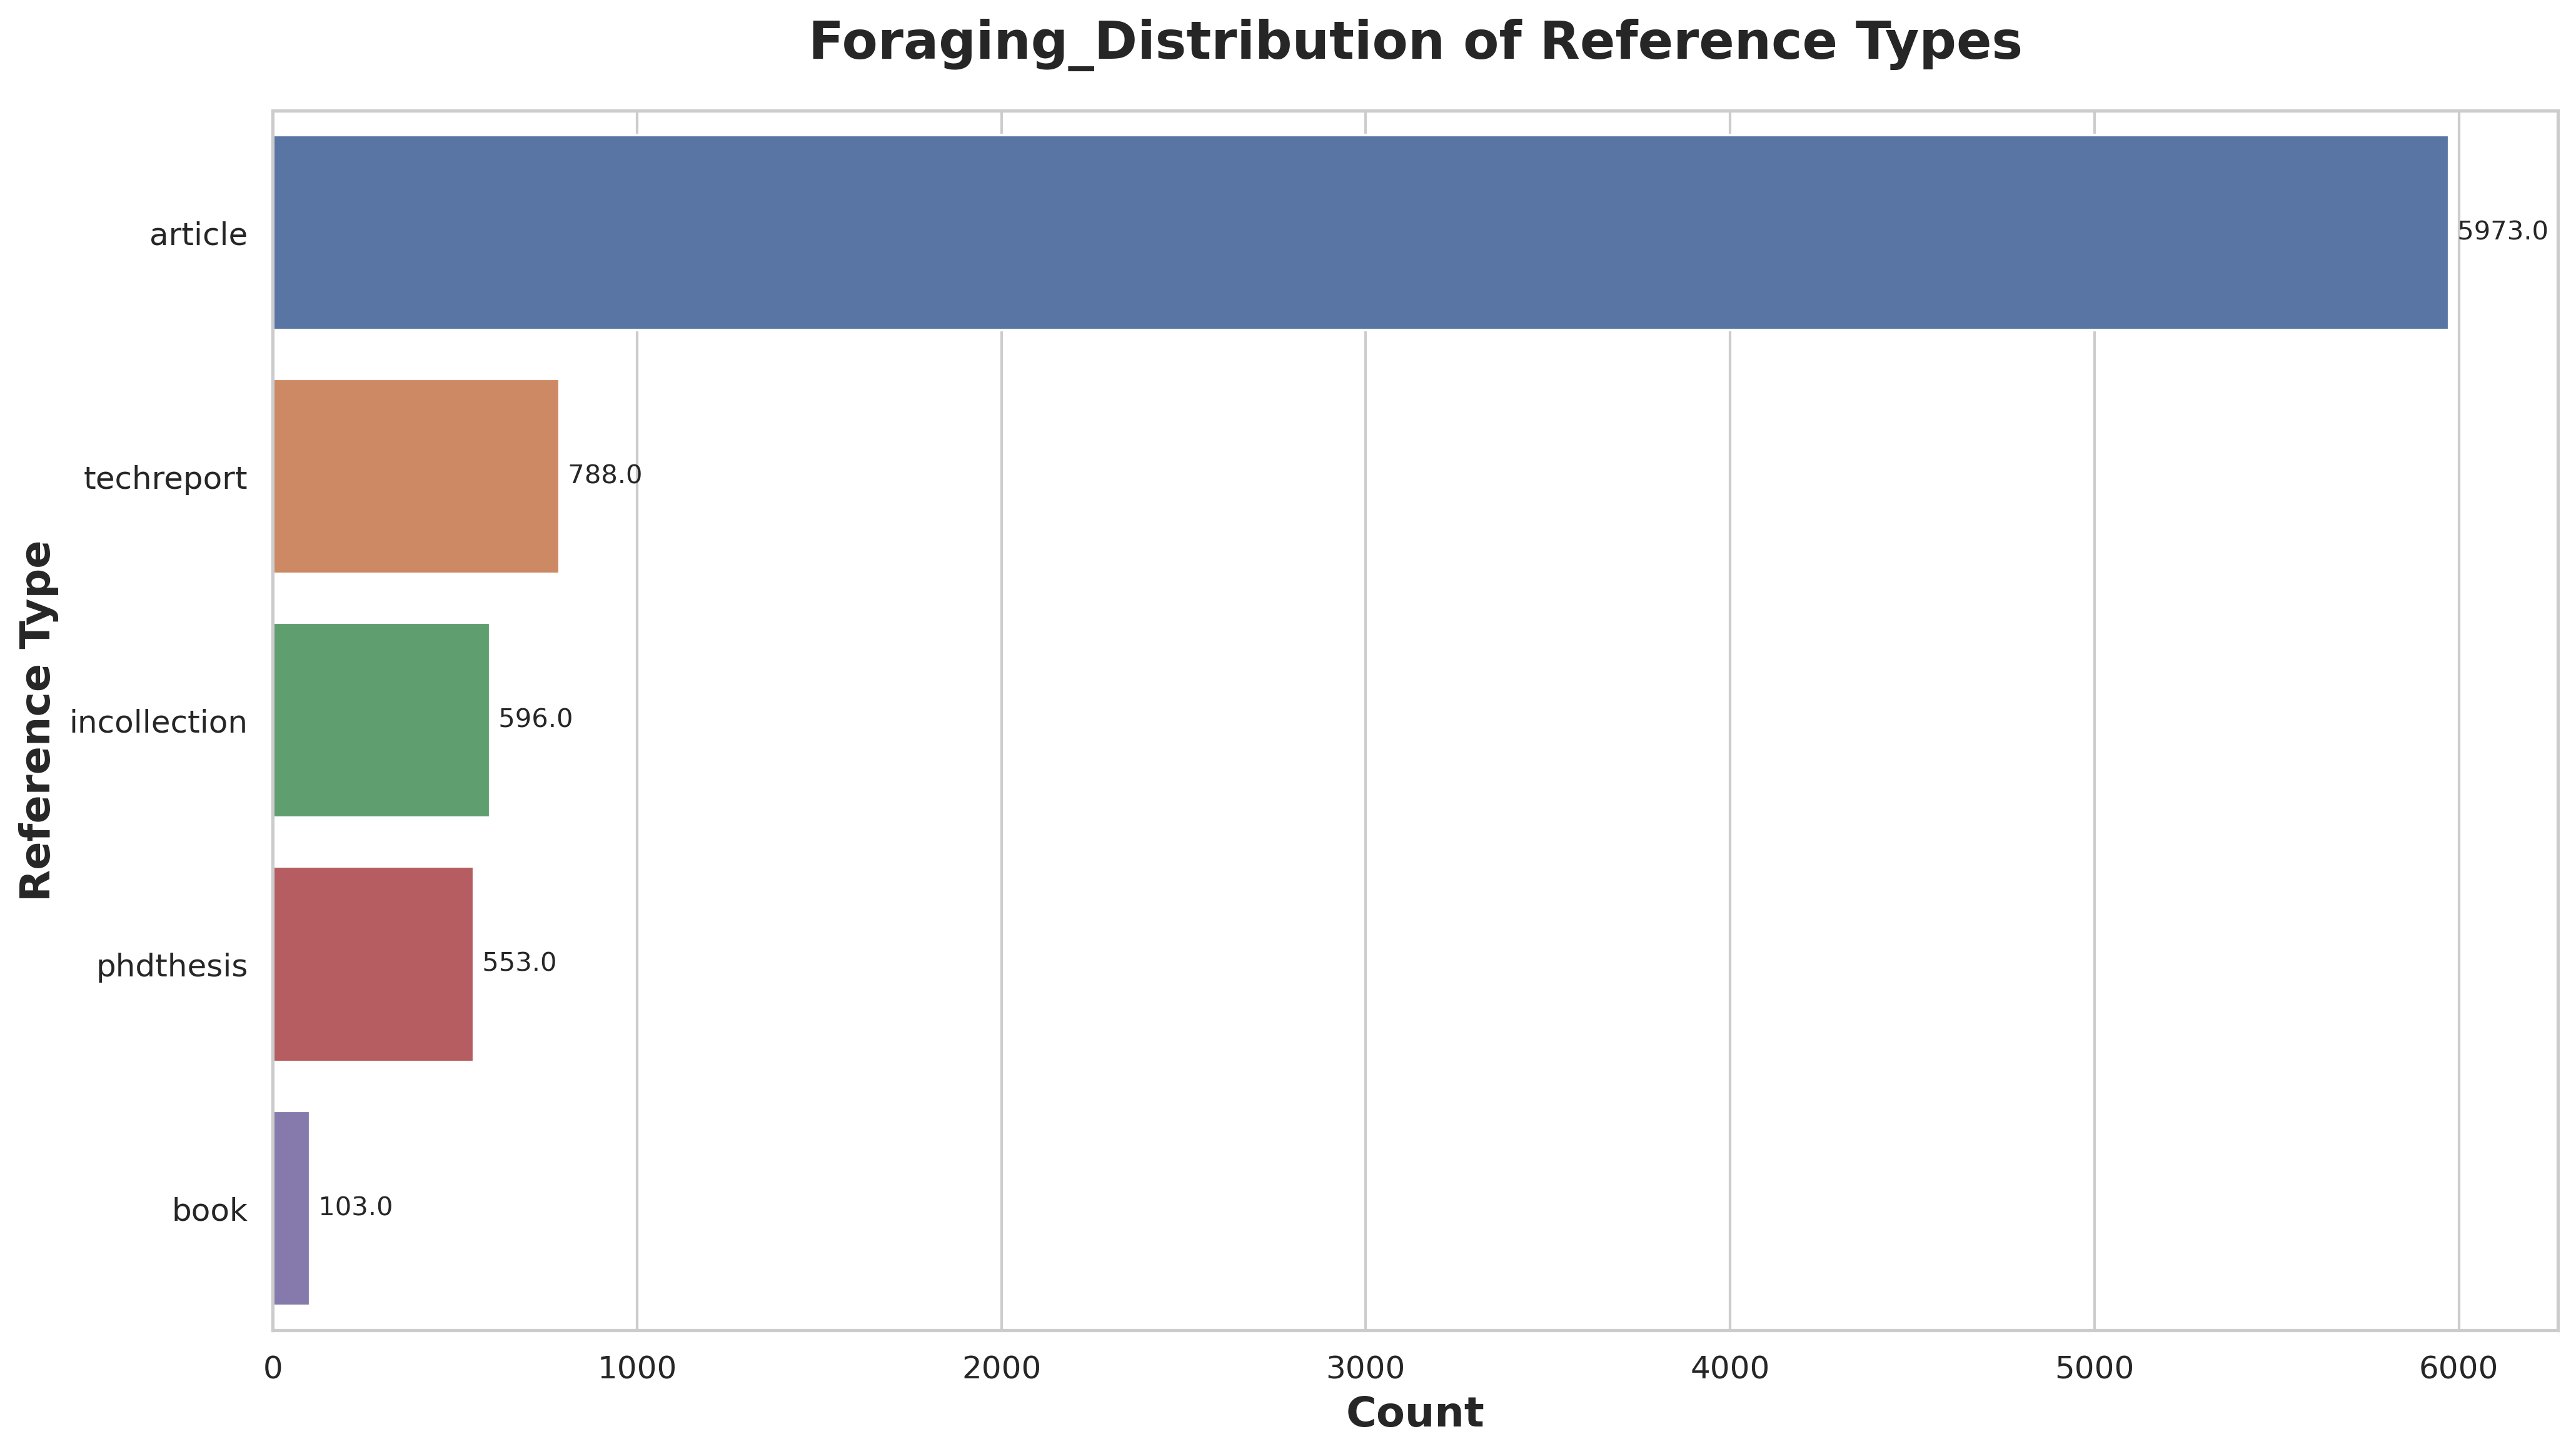 Foraging_Distribution of Reference Types
article
5973.0
techreport
788.0
incollection
596.0
phdthesis
553.0
book
103.0
Reference Type
0 1000 2000 3000 4000 5000 6000
Count